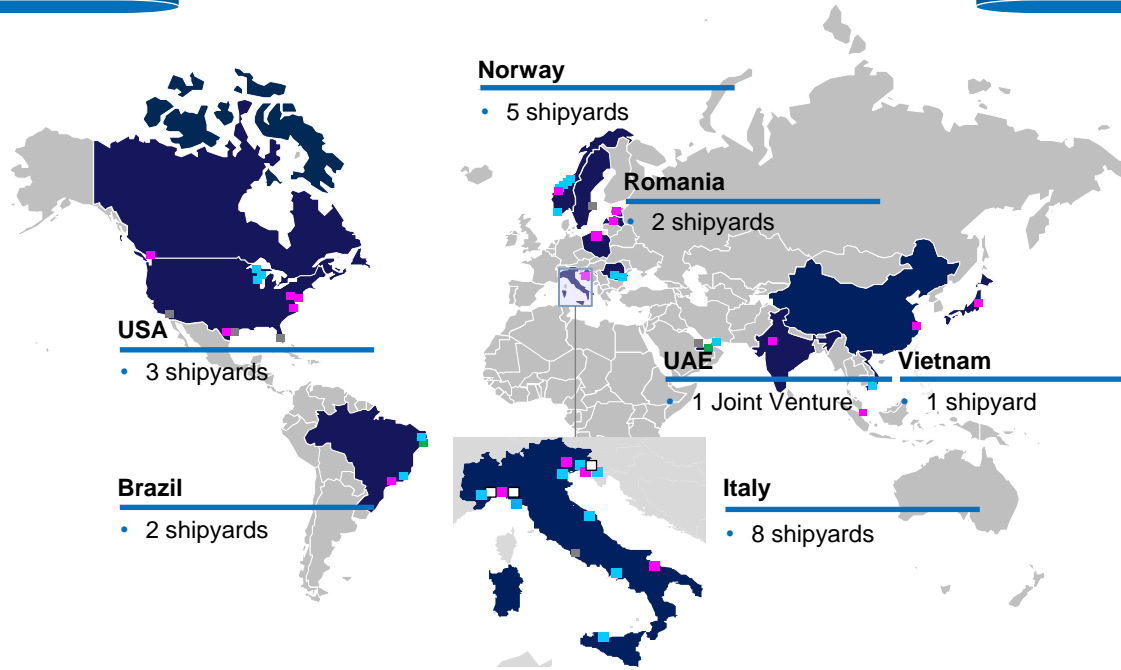 Norway
• 5 shipyards
Romania
• 2 shipyards
USA
• 3 shipyards
UAE
• 1 Joint Venture
Vietnam
• 1 shipyard
Brazil
• 2 shipyards
Italy
• 8 shipyards